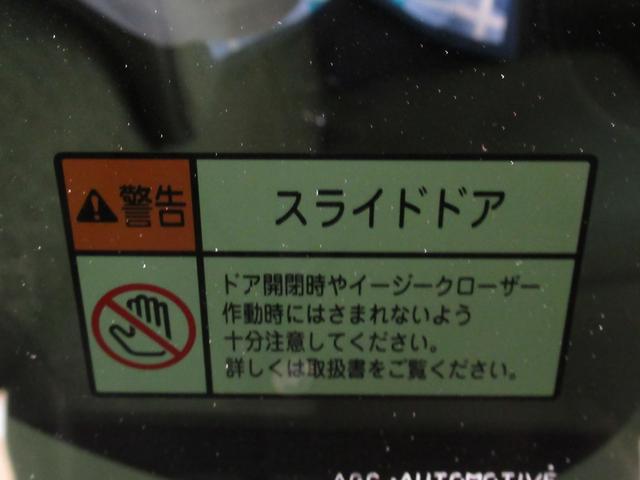 警告
スライドドア
ドア開閉時やイージークローザー
作動時にはさまれないよう
十分注意してください。
詳しくは取扱書をご覧ください。
AUTOMOTIVE